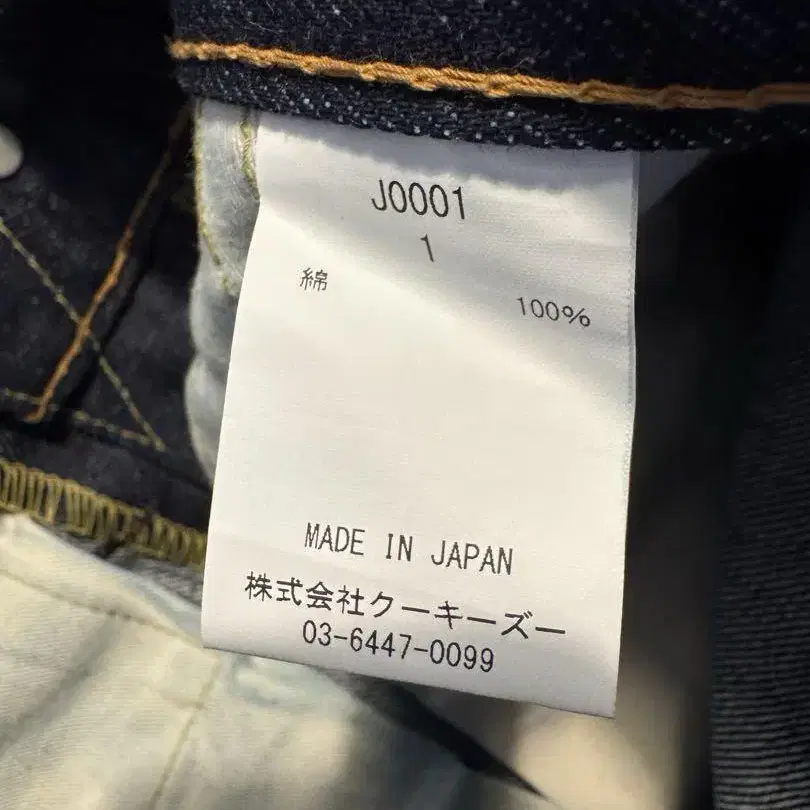 J0001
1
綿 100%
MADE IN JAPAN
株式会社クーキーズー
03-6447-0099